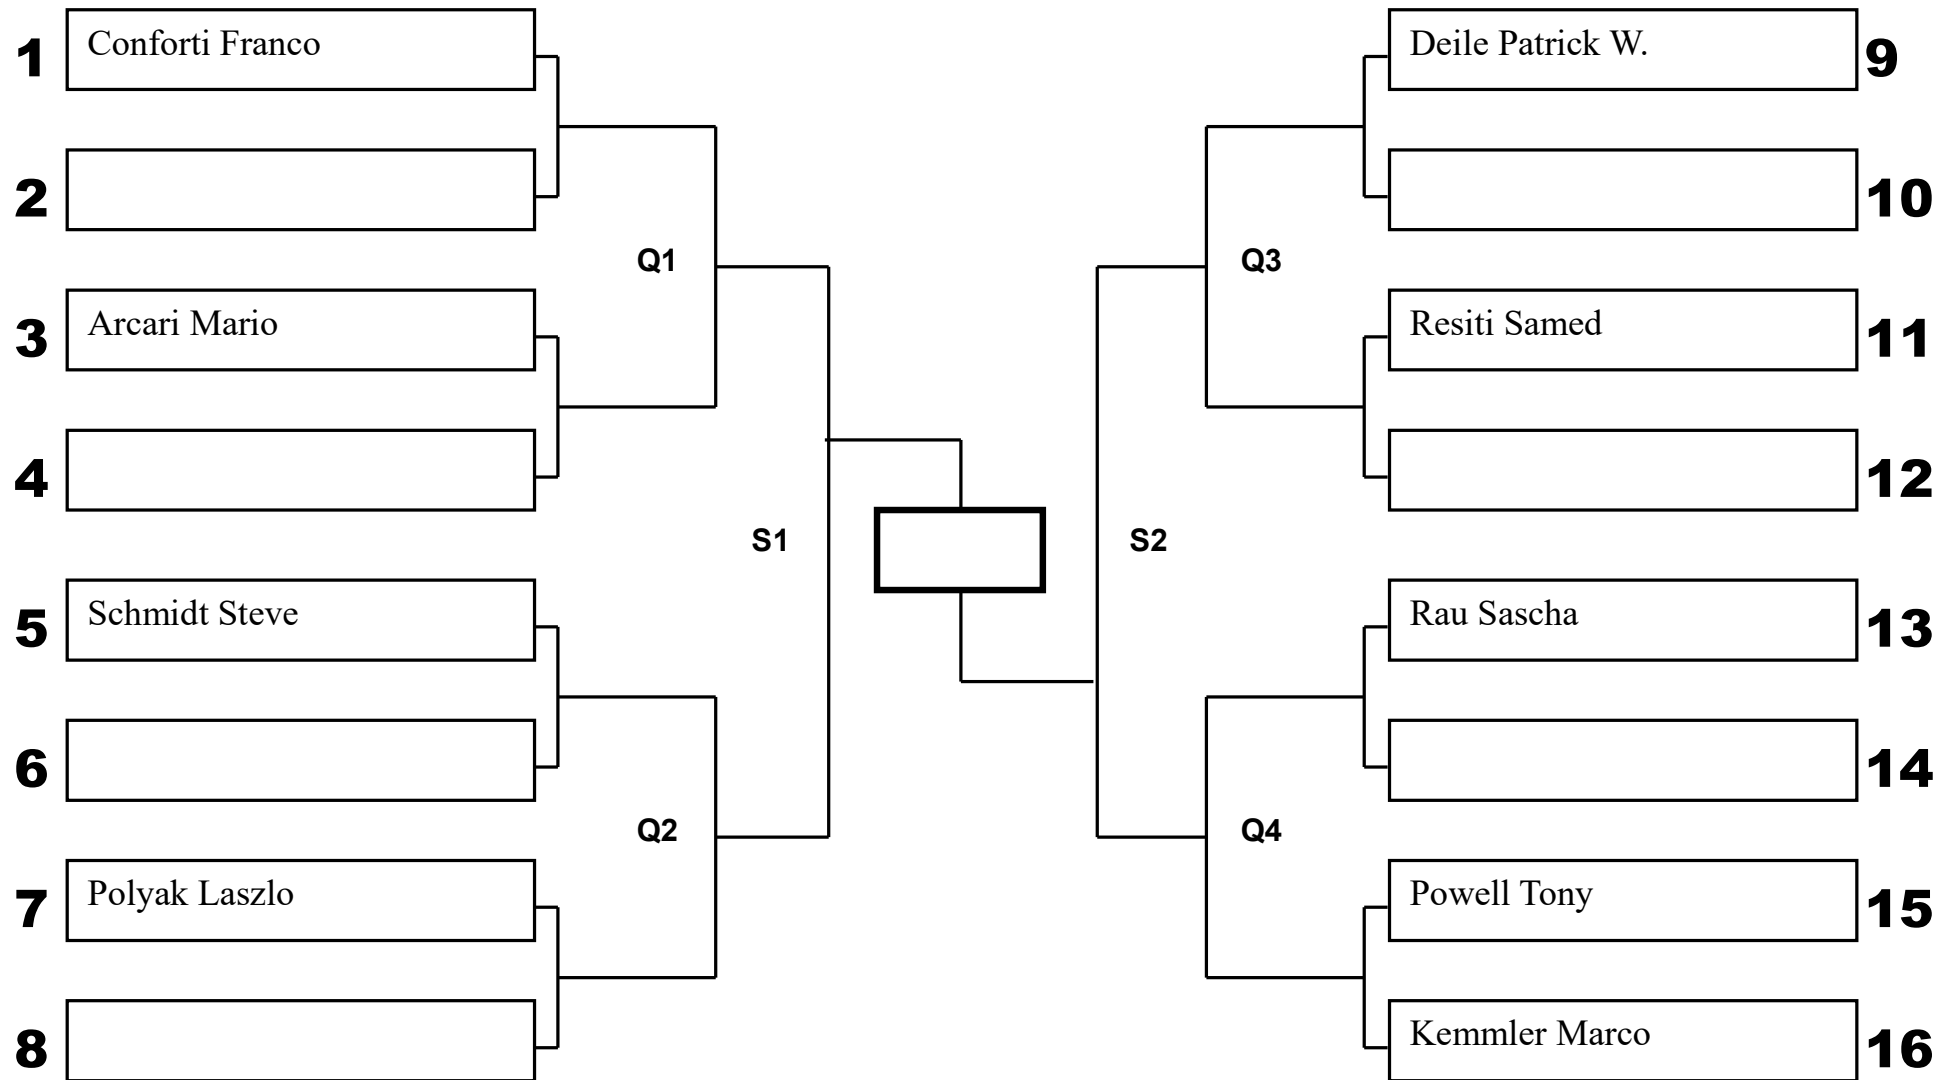 1 Conforti Franco
2
Q1
3 Arcari Mario
4
S1
5 Schmidt Steve
6
Q2
7 Polyak Laszlo
8
Deile Patrick W. 9
10
Q3
Resiti Samed 11
12
S2
Rau Sascha 13
14
Q4
Powell Tony 15
Kemmler Marco 16